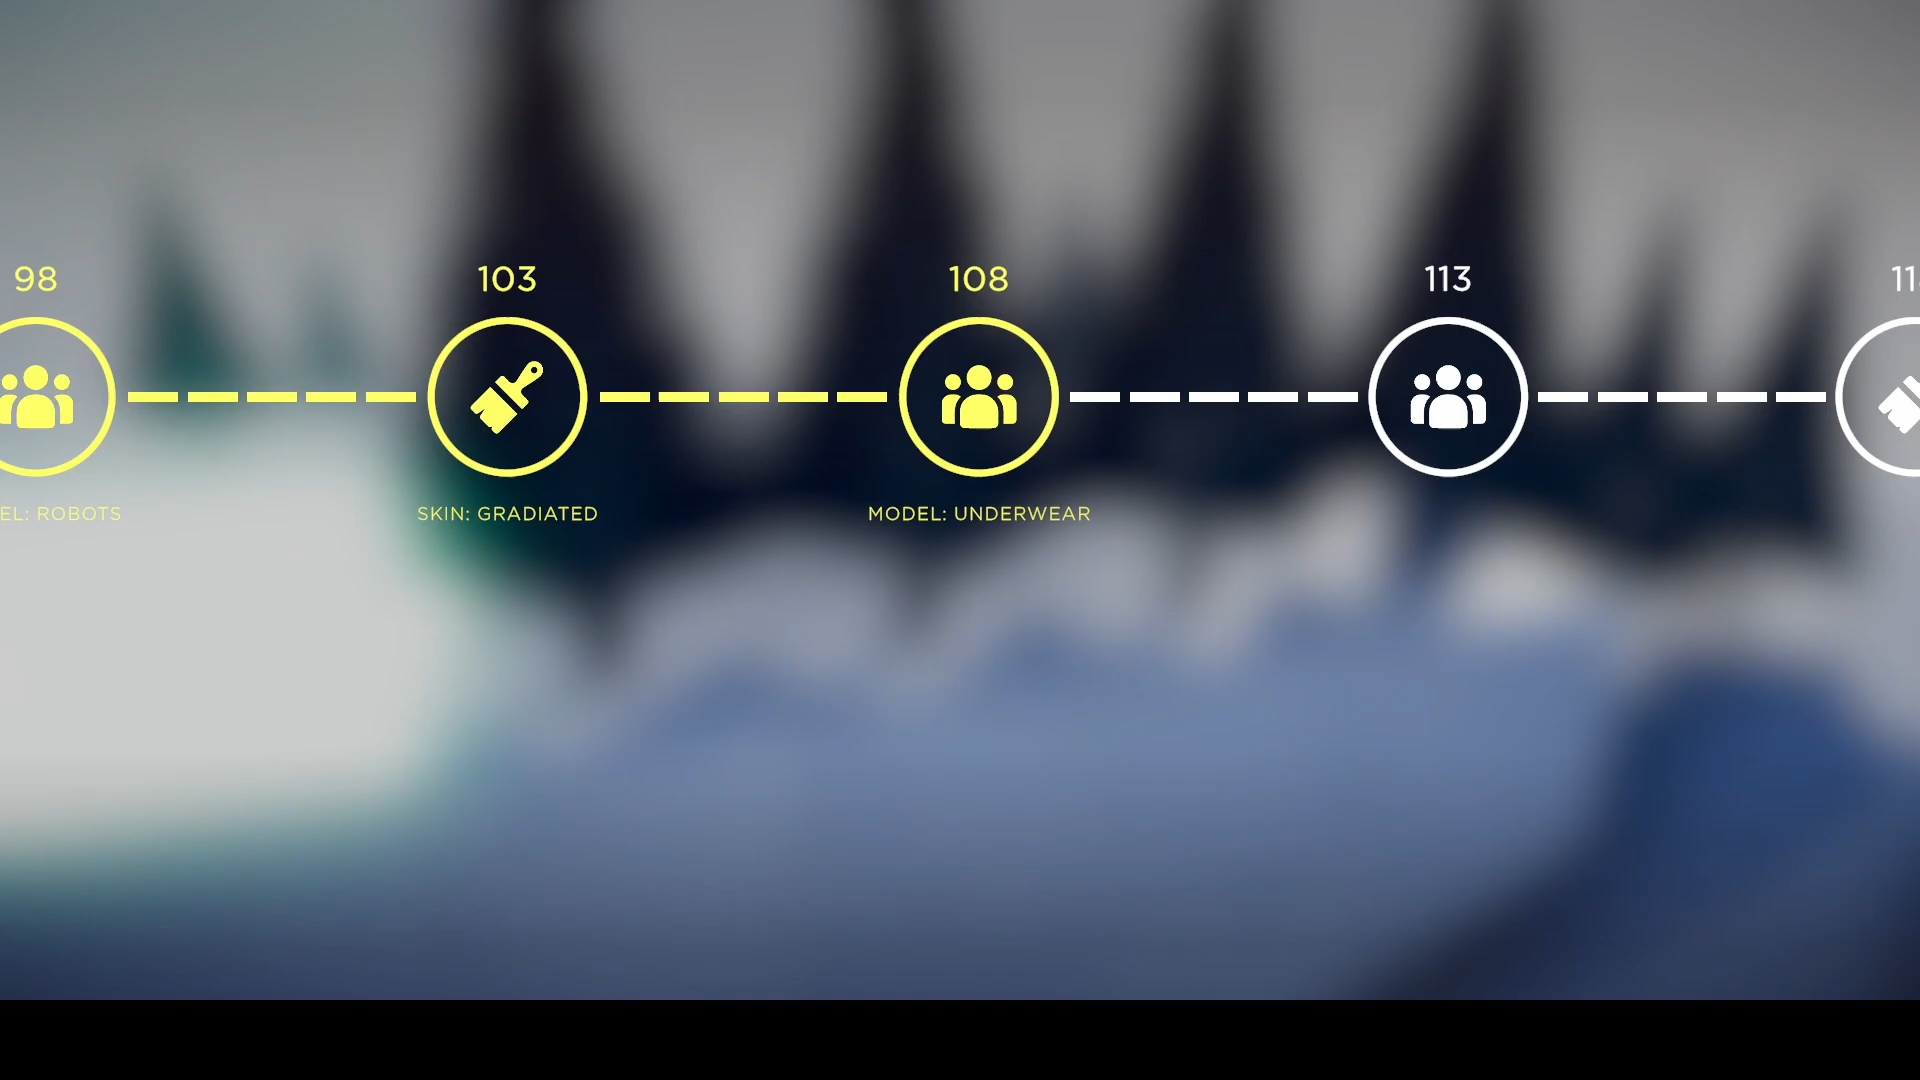 98
103
108
113
EL: ROBOTS
SKIN: GRADIATED
MODEL: UNDERWEAR